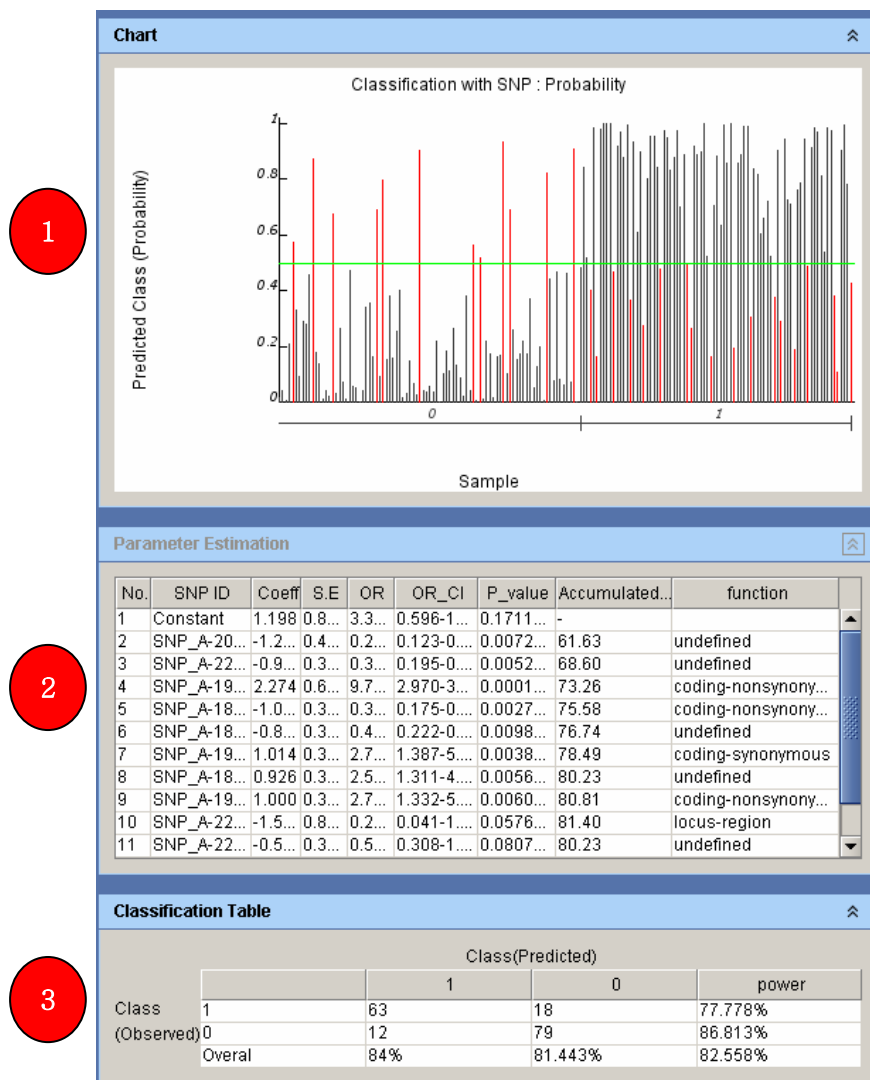 Chart
Classification with SNP : Probability
Predicted Class (Probability)
1
0.8
0.6
0.4
0.2
0
0 1
Sample
1
Parameter Estimation
No. SNP ID Coeff S.E OR OR_CI P_value Accumulated... function
1 Constant 1.198 0.8... 3.3... 0.596-1... 0.1711... -
2 SNP_A-20... -1.2... 0.4... 0.2... 0.123-0.... 0.0072... 61.63 undefined
3 SNP_A-22... -0.9... 0.3... 0.3... 0.195-0.... 0.0052... 68.60 undefined
4 SNP_A-19... 2.274 0.6... 9.7... 2.970-3... 0.0001... 73.26 coding-nonsynony...
5 SNP_A-18... -1.0... 0.3... 0.3... 0.175-0.... 0.0027... 75.58 coding-nonsynony...
6 SNP_A-18... -0.8... 0.3... 0.4... 0.222-0.... 0.0098... 76.74 undefined
7 SNP_A-19... 1.014 0.3... 2.7... 1.387-5.... 0.0038... 78.49 coding-synonymous
8 SNP_A-18... 0.926 0.3... 2.5... 1.311-4.... 0.0056... 80.23 undefined
9 SNP_A-19... 1.000 0.3... 2.7... 1.332-5.... 0.0060... 80.81 coding-nonsynony...
10 SNP_A-22... -1.5... 0.8... 0.2... 0.041-1.... 0.0576... 81.40 locus-region
11 SNP_A-22... -0.5... 0.3... 0.5... 0.308-1.... 0.0807... 80.23 undefined
2
Classification Table
Class(Predicted)
1 0 power
Class 1 63 18 77.778%
(Observed) 0 12 79 86.813%
Overal 84% 81.443% 82.558%
3